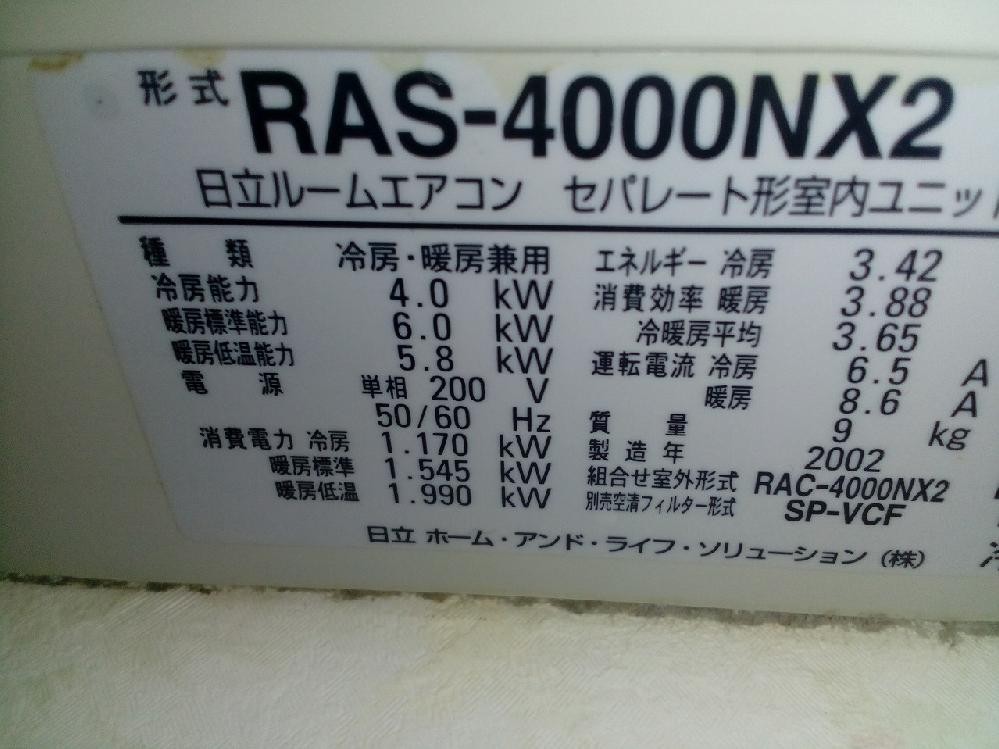 形式 RAS-4000NX2
日立ルームエアコン セパレート形室内ユニット
種類 冷房・暖房兼用
冷房能力 4.0 kW
暖房標準能力 6.0 kW
暖房低温能力 5.8 kW
電源 単相 200 V
50/60 Hz
消費電力 冷房 1.170 kW
暖房標準 1.545 kW
暖房低温 1.990 kW
エネルギー 冷房 3.42
消費効率 暖房 3.88
冷暖房平均 3.65
運転電流 冷房 6.5 A
暖房 8.6 A
質量 9 kg
製造年 2002
組合せ室外形式 RAC-4000NX2
別売空清フィルター形式 SP-VCF
日立 ホーム・アンド・ライフ・ソリューション (株)